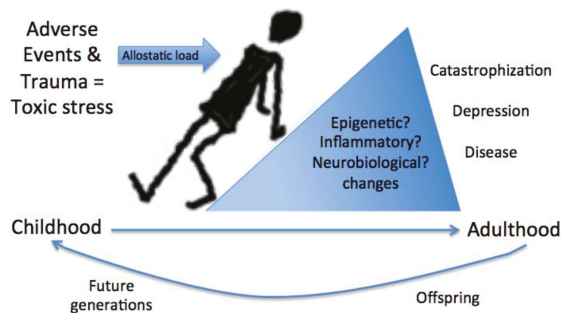 Adverse
Events &
Trauma =
Toxic stress
Allostatic load
Epigenetic?
Inflammatory?
Neurobiological?
changes
Catastrophization
Depression
Disease
Childhood
Adulthood
Future
generations
Offspring